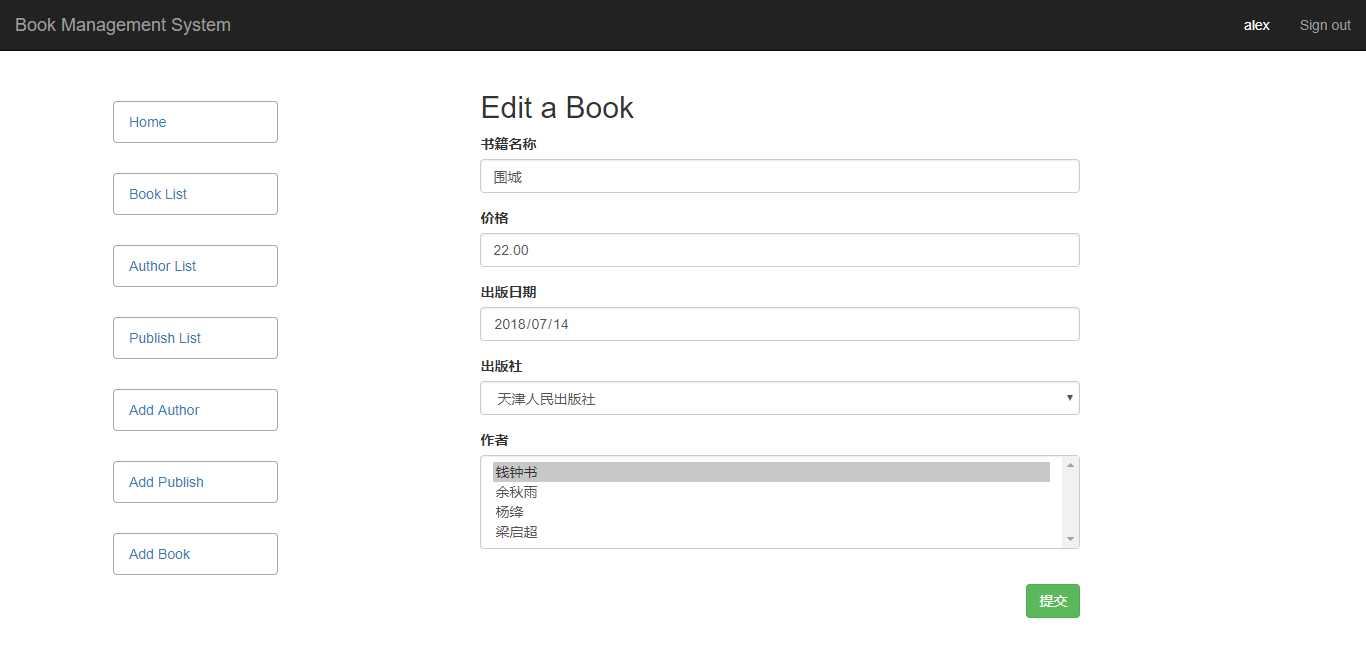 Book Management System
alex
Sign out
Home
Book List
Author List
Publish List
Add Author
Add Publish
Add Book
Edit a Book
书籍名称
围城
价格
22.00
出版日期
2018/07/14
出版社
天津人民出版社
作者
钱钟书
余秋雨
杨绛
梁启超
提交